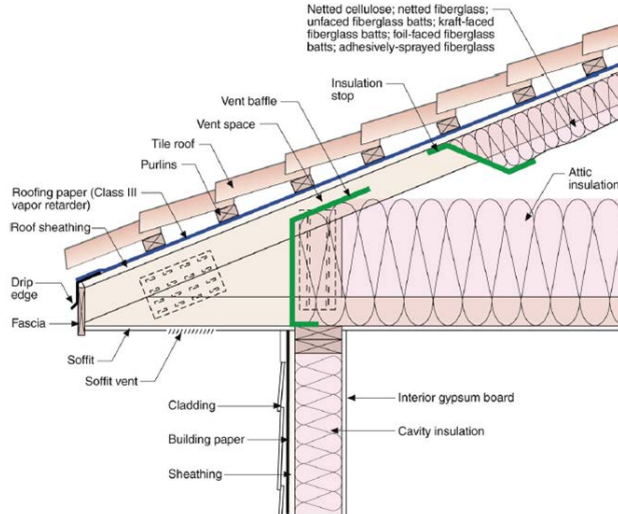 Netted cellulose; netted fiberglass;
unfaced fiberglass batts; kraft-faced
fiberglass batts; foil-faced fiberglass
batts; adhesively-sprayed fiberglass
Insulation
stop
Vent baffle
Vent space
Tile roof
Purlins
Roofing paper (Class III
vapor retarder)
Roof sheathing
Attic
insulation
Drip
edge
Fascia
Soffit
Soffit vent
Cladding
Interior gypsum board
Building paper
Cavity insulation
Sheathing